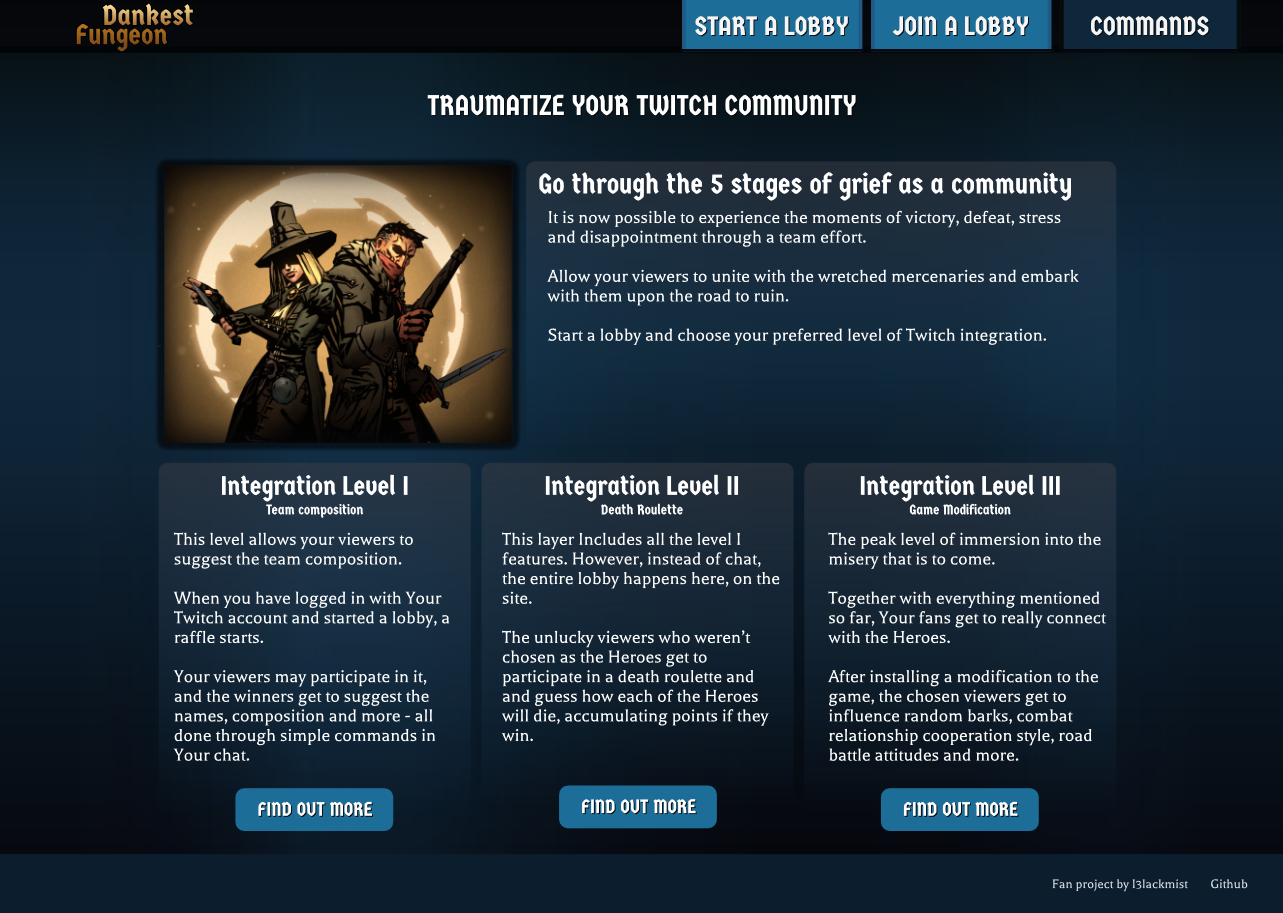 Dankest
Fungeon
START A LOBBY
JOIN A LOBBY
COMMANDS
TRAUMATIZE YOUR TWITCH COMMUNITY
Go through the 5 stages of grief as a community
It is now possible to experience the moments of victory, defeat, stress
and disappointment through a team effort.
Allow your viewers to unite with the wretched mercenaries and embark
with them upon the road to ruin.
Start a lobby and choose your preferred level of Twitch integration.
Integration Level I
Team composition
This level allows your viewers to
suggest the team composition.
When you have logged in with Your
Twitch account and started a lobby, a
raffle starts.
Your viewers may participate in it,
and the winners get to suggest the
names, composition and more - all
done through simple commands in
Your chat.
FIND OUT MORE
Integration Level II
Death Roulette
This layer Includes all the level I
features. However, instead of chat,
the entire lobby happens here, on the
site.
The unlucky viewers who weren't
chosen as the Heroes get to
participate in a death roulette and
and guess how each of the Heroes
will die, accumulating points if they
win.
FIND OUT MORE
Integration Level III
Game Modification
The peak level of immersion into the
misery that is to come.
Together with everything mentioned
so far, Your fans get to really connect
with the Heroes.
After installing a modification to the
game, the chosen viewers get to
influence random barks, combat
relationship cooperation style, road
battle attitudes and more.
FIND OUT MORE
Fan project by l3lackmist
Github